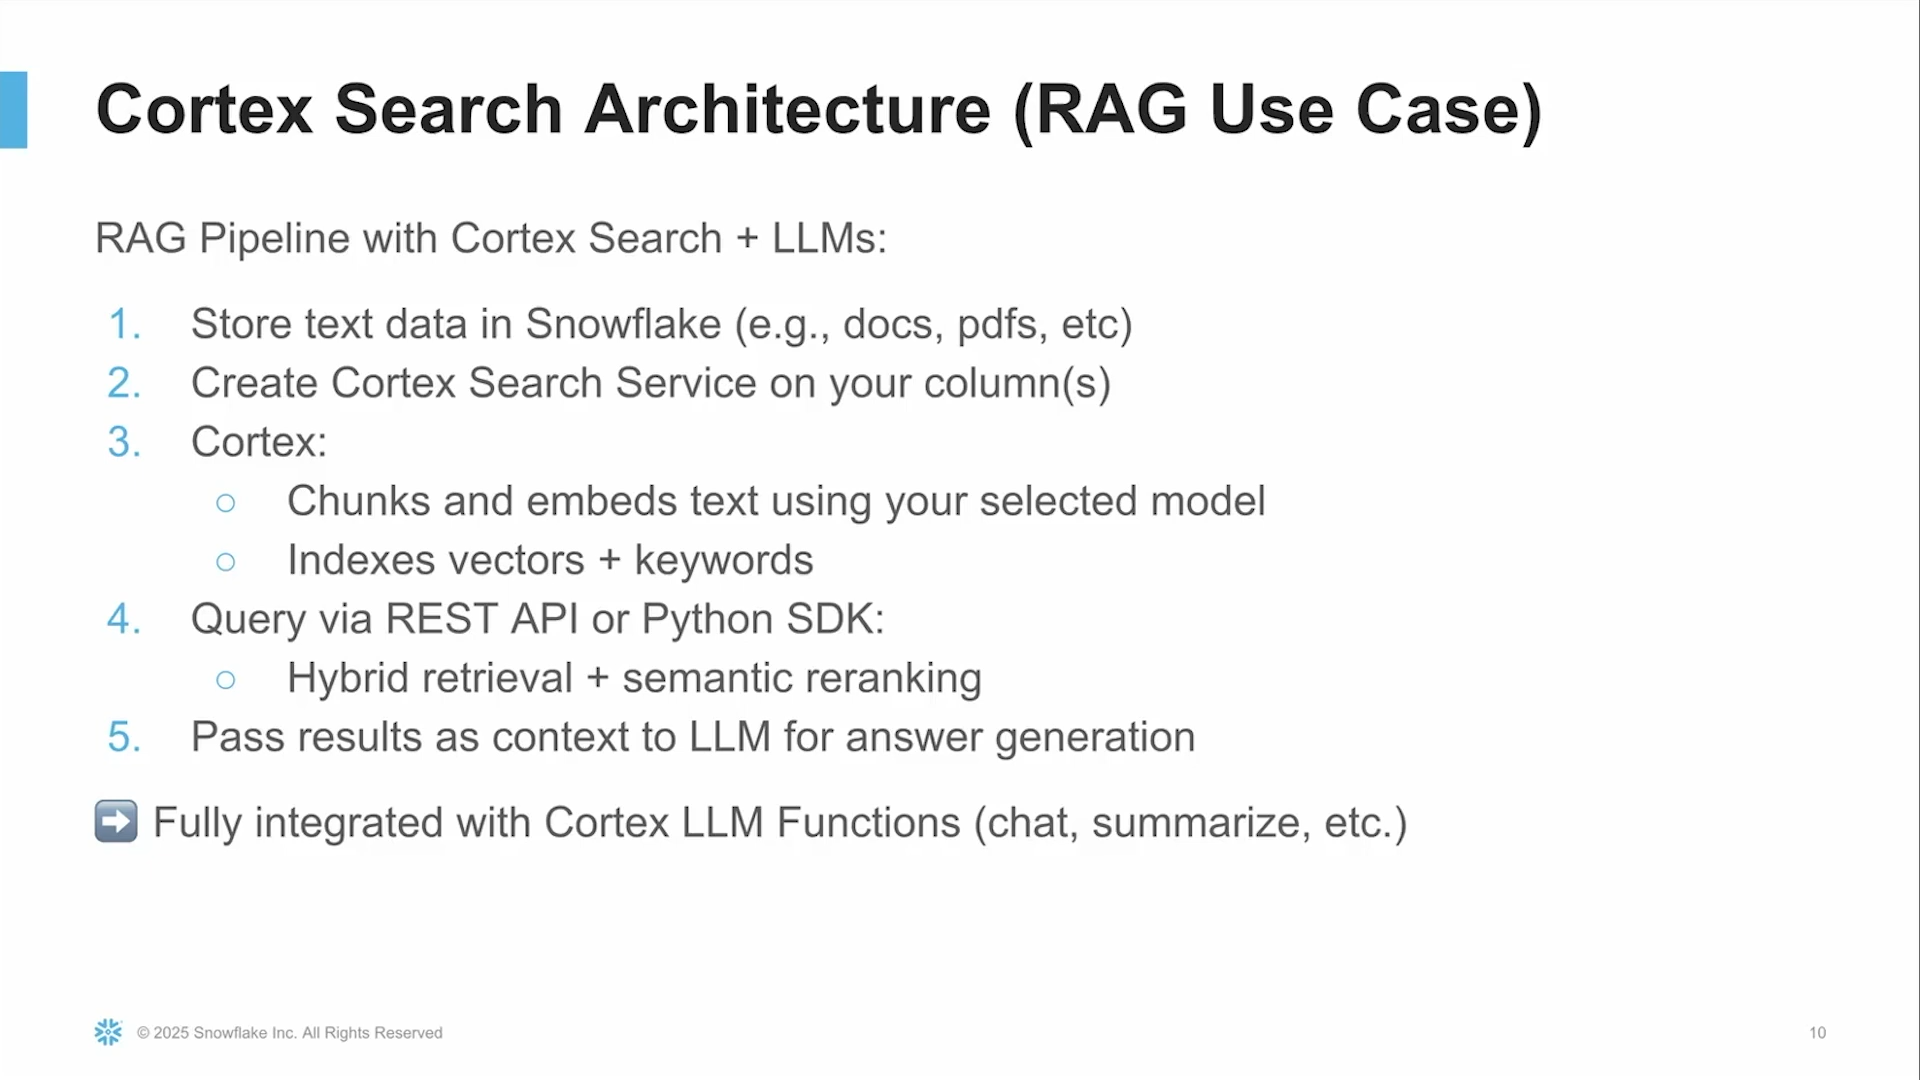 Cortex Search Architecture (RAG Use Case)
RAG Pipeline with Cortex Search + LLMs:
1. Store text data in Snowflake (e.g., docs, pdfs, etc)
2. Create Cortex Search Service on your column(s)
3. Cortex:
○ Chunks and embeds text using your selected model
○ Indexes vectors + keywords
4. Query via REST API or Python SDK:
○ Hybrid retrieval + semantic reranking
5. Pass results as context to LLM for answer generation
➡️ Fully integrated with Cortex LLM Functions (chat, summarize, etc.)
© 2025 Snowflake Inc. All Rights Reserved
10